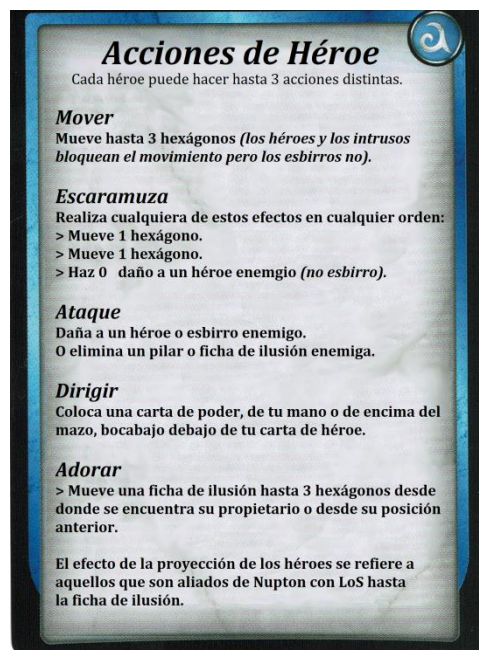 Acciones de Héroe
Cada héroe puede hacer hasta 3 acciones distintas.
Mover
Mueve hasta 3 hexágonos (los héroes y los intrusos
bloquean el movimiento pero los esbirros no).
Escaramuza
Realiza cualquiera de estos efectos en cualquier orden:
> Mueve 1 hexágono.
> Mueve 1 hexágono.
> Haz 0 daño a un héroe enemgio (no esbirro).
Ataque
Daña a un héroe o esbirro enemigo.
O elimina un pilar o ficha de ilusión enemiga.
Dirigir
Coloca una carta de poder, de tu mano o de encima del
mazo, bocabajo debajo de tu carta de héroe.
Adorar
> Mueve una ficha de ilusión hasta 3 hexágonos desde
donde se encuentra su propietario o desde su posición
anterior.
El efecto de la proyección de los héroes se refiere a
aquellos que son aliados de Nupton con LoS hasta
la ficha de ilusión.